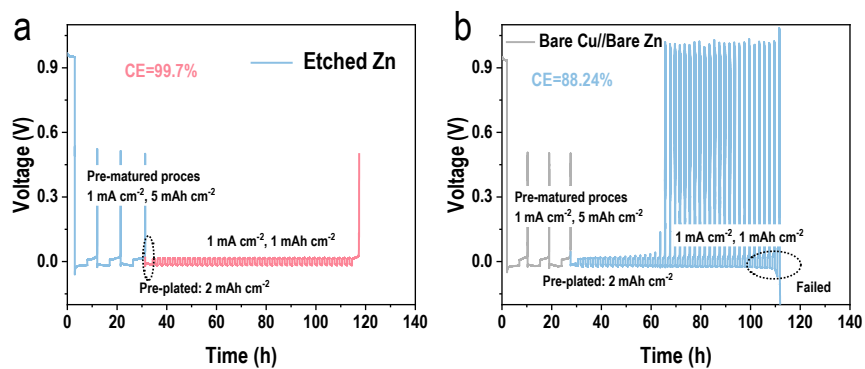 a
Etched Zn
CE=99.7%
Pre-matured proces
1 mA cm⁻², 5 mAh cm⁻²
1 mA cm⁻², 1 mAh cm⁻²
Pre-plated: 2 mAh cm⁻²
Voltage (V)
0.9
0.6
0.3
0.0
0 20 40 60 80 100 120 140
Time (h)
b
Bare Cu//Bare Zn
CE=88.24%
Pre-matured proces
1 mA cm⁻², 5 mAh cm⁻²
1 mA cm⁻², 1 mAh cm⁻²
Pre-plated: 2 mAh cm⁻²
Failed
Voltage (V)
0.9
0.6
0.3
0.0
0 20 40 60 80 100 120 140
Time (h)